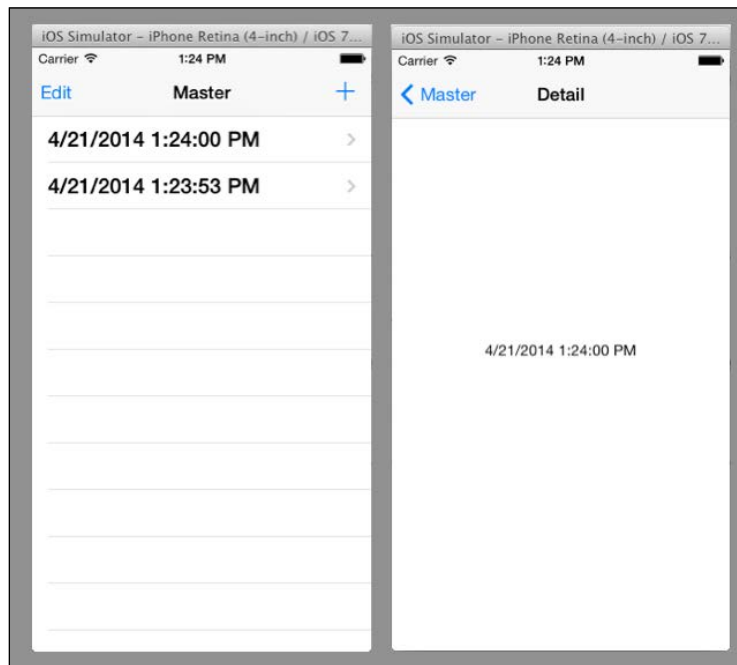 iOS Simulator – iPhone Retina (4-inch) / iOS 7...
Carrier 1:24 PM
Edit Master +
4/21/2014 1:24:00 PM
4/21/2014 1:23:53 PM
iOS Simulator – iPhone Retina (4-inch) / iOS 7...
Carrier 1:24 PM
Master Detail
4/21/2014 1:24:00 PM